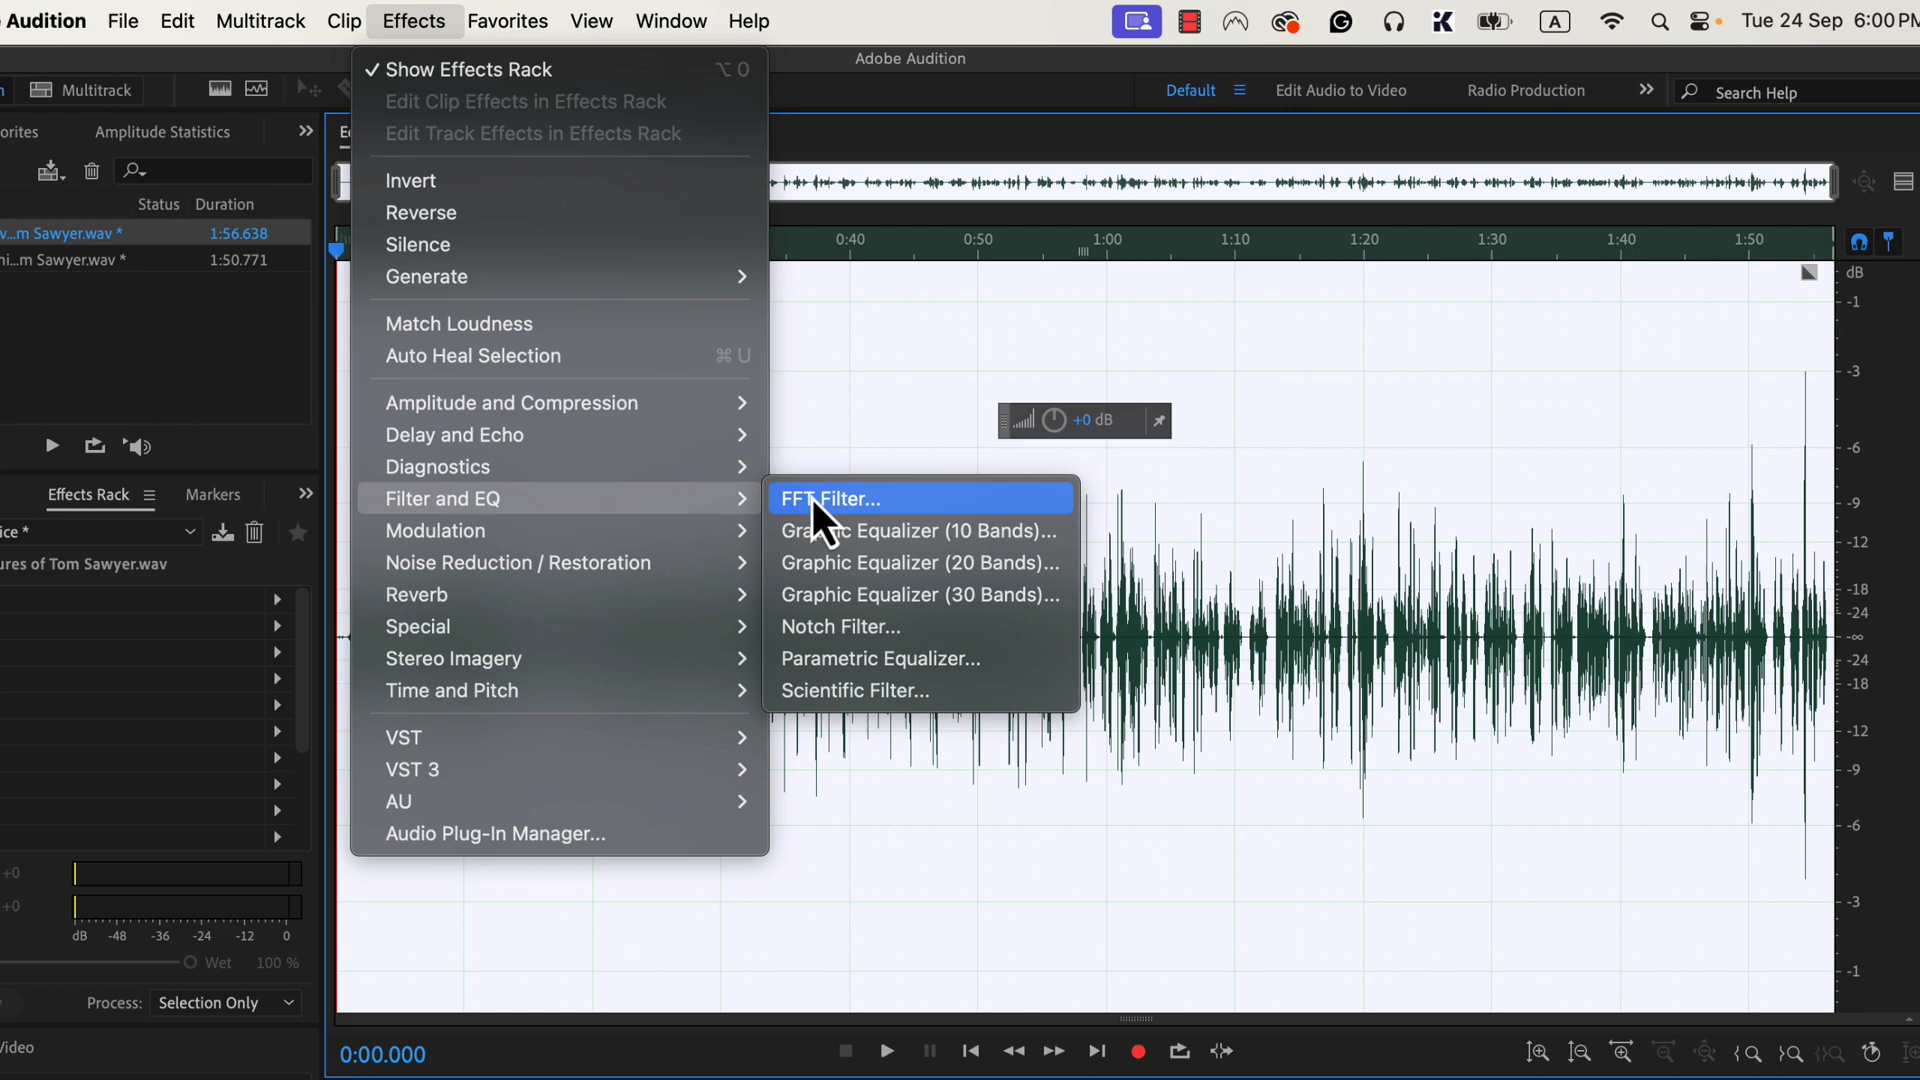 Audition File Edit Multitrack Clip Effects Favorites View Window Help
A Tue 24 Sep 6:00PM
Adobe Audition
Multitrack
Default Edit Audio to Video Radio Production Search Help
orites Amplitude Statistics
Status Duration
v...m Sawyer.wav * 1:56.638
ni...m Sawyer.wav * 1:50.771
Effects Rack Markers
ice *
ures of Tom Sawyer.wav
+0
+0
dB -48 -36 -24 -12 0
Wet 100 %
Process: Selection Only
Video
Show Effects Rack ⌥ 0
Edit Clip Effects in Effects Rack
Edit Track Effects in Effects Rack
Invert
Reverse
Silence
Generate
Match Loudness
Auto Heal Selection ⌘ U
Amplitude and Compression
Delay and Echo
Diagnostics
Filter and EQ
Modulation
Noise Reduction / Restoration
Reverb
Special
Stereo Imagery
Time and Pitch
VST
VST 3
AU
Audio Plug-In Manager...
FFT Filter...
Graphic Equalizer (10 Bands)...
Graphic Equalizer (20 Bands)...
Graphic Equalizer (30 Bands)...
Notch Filter...
Parametric Equalizer...
Scientific Filter...
0:40 0:50 1:00 1:10 1:20 1:30 1:40 1:50
+0 dB
dB
-1
-3
-6
-9
-12
-18
-24
-∞
-24
-18
-12
-9
-6
-3
-1
0:00.000